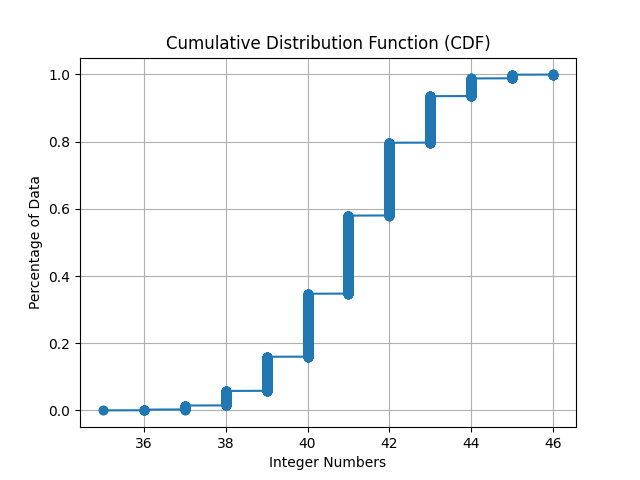 Cumulative Distribution Function (CDF)
1.0
0.8
0.6
0.4
0.2
0.0
Percentage of Data
36 38 40 42 44 46
Integer Numbers